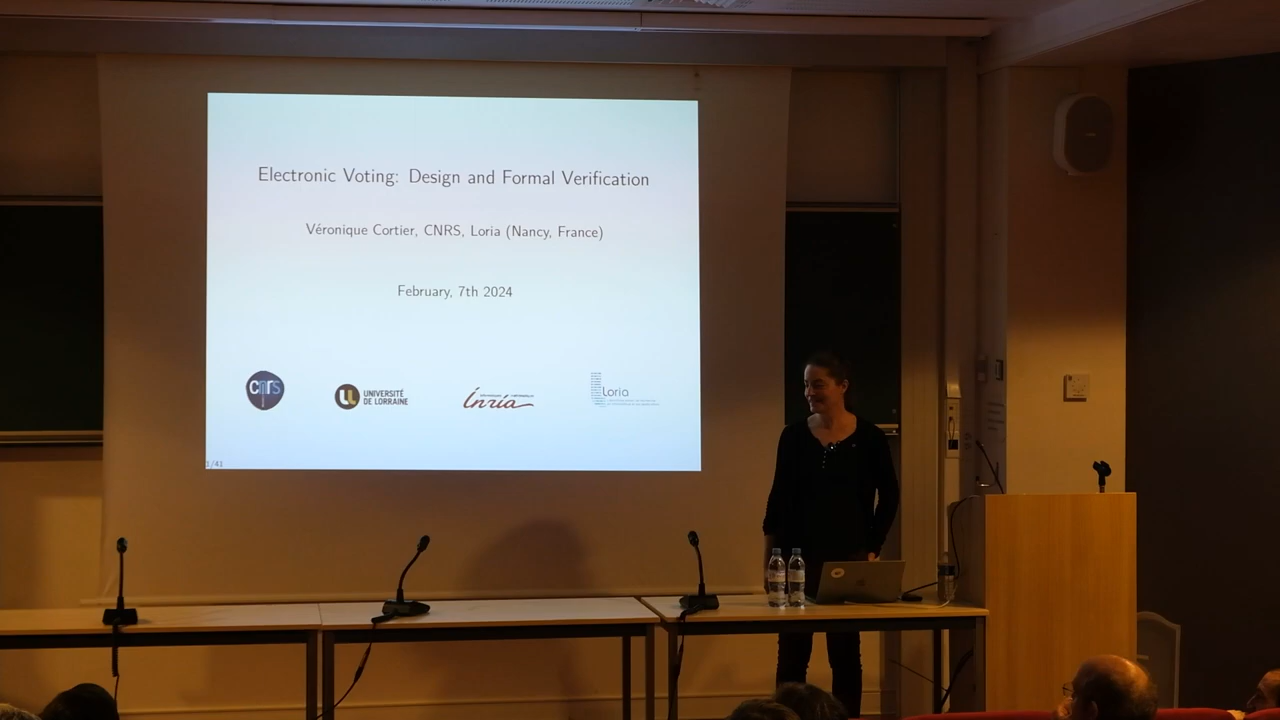 Electronic Voting: Design and Formal Verification
Véronique Cortier, CNRS, Loria (Nancy, France)
February, 7th 2024
cnrs
UNIVERSITÉ
DE LORRAINE
Inria
Loria